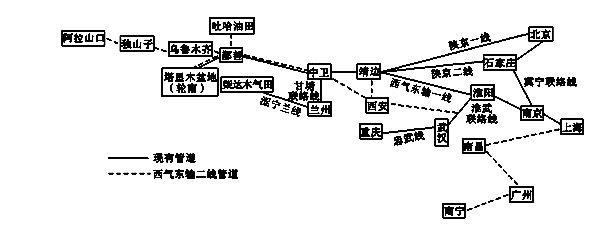 吐哈油田
阿拉山口
独山子
乌鲁木齐
鄯善
塔里木盆地
（轮南）
柴达木气田
涩宁兰线
中卫
甘塘
联络线
兰州
靖边
西安
陕京一线
陕京二线
西气东输一线
北京
石家庄
冀宁联络线
淮阳
淮武
联络线
南京
上海
重庆
忠武线
武汉
南昌
广州
南宁
现有管道
西气东输二线管道